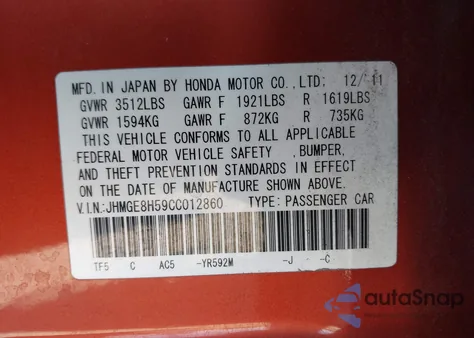 MFD. IN JAPAN BY HONDA MOTOR CO., LTD; 12/11
GVWR 3512LBS GAWR F 1921LBS R 1619LBS
GVWR 1594KG GAWR F 872KG R 735KG
THIS VEHICLE CONFORMS TO ALL APPLICABLE
FEDERAL MOTOR VEHICLE SAFETY ,BUMPER,
AND THEFT PREVENTION STANDARDS IN EFFECT
ON THE DATE OF MANUFACTURE SHOWN ABOVE.
V.I.N:JHMGE8H59CC012860 TYPE: PASSENGER CAR
TF5 C AC5 -YR592M -J -C
autoSnap